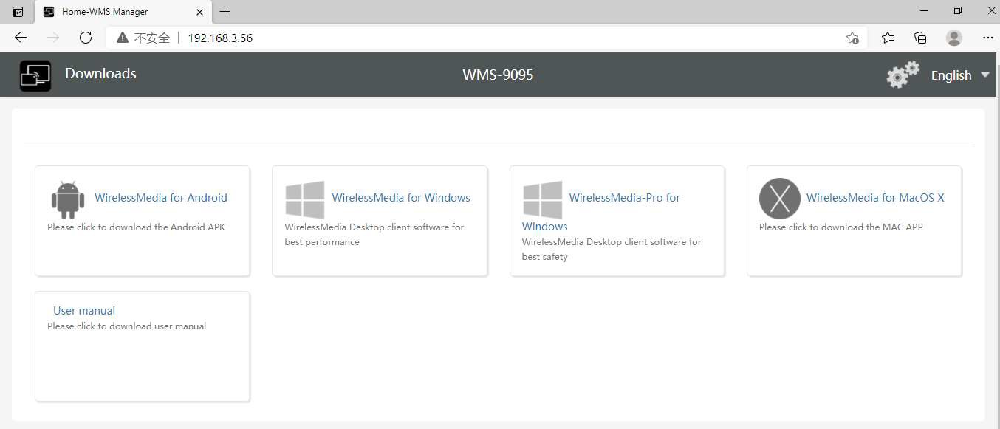 Home-WMS Manager
不安全 192.168.3.56
Downloads
WMS-9095
English
WirelessMedia for Android
Please click to download the Android APK
WirelessMedia for Windows
WirelessMedia Desktop client software for
best performance
WirelessMedia-Pro for
Windows
WirelessMedia Desktop client software for
best safety
WirelessMedia for MacOS X
Please click to download the MAC APP
User manual
Please click to download user manual